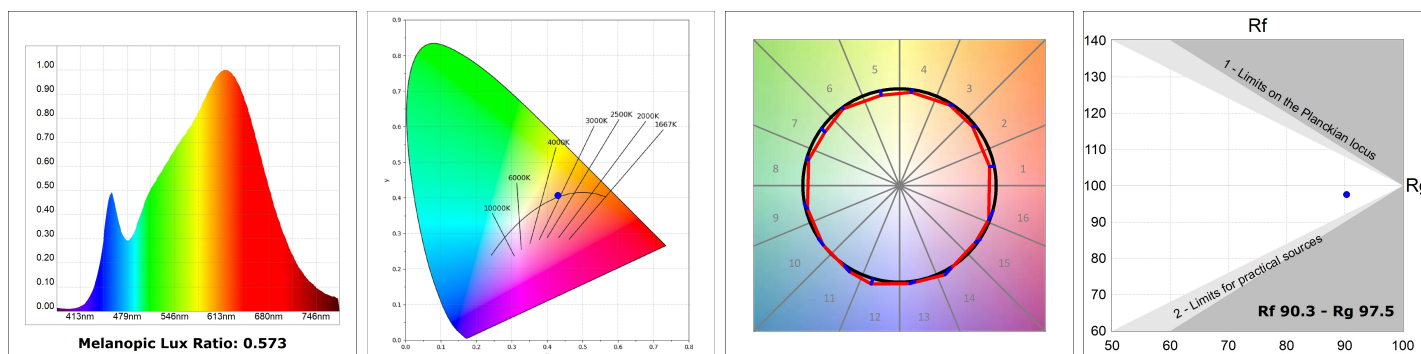 1.00
0.90
0.80
0.70
0.60
0.50
0.40
0.30
0.20
0.10
0.00
413nm 479nm 546nm 613nm 680nm 746nm
Melanopic Lux Ratio: 0.573
0.9
0.8
0.7
0.6
0.5
0.4
0.3
0.2
0.1
0.0
y
0.0 0.1 0.2 0.3 0.4 0.5 0.6 0.7 0.8
10000K
6000K
4000K
3000K
2500K
2000K
1667K
1
2
3
4
5
6
7
8
9
10
11
12
13
14
15
16
Rf
140
130
120
110
100
90
80
70
60
50 60 70 80 90 100
1 - Limits on the Planckian locus
2 - Limits for practical sources
Rg
Rf 90.3 - Rg 97.5